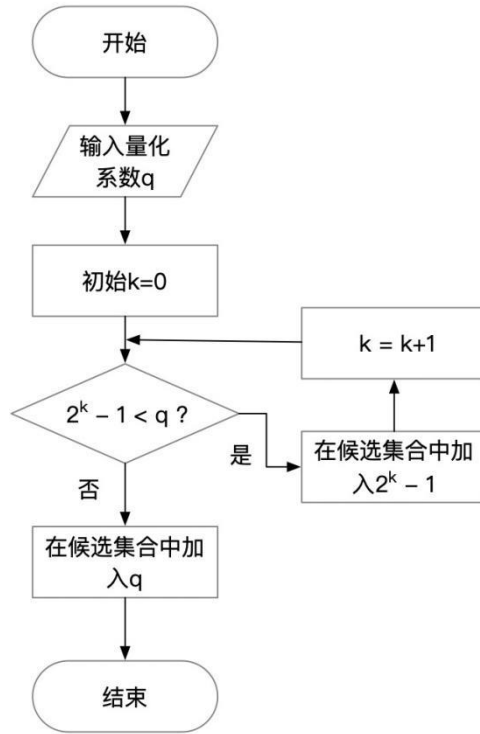 开始
输入量化
系数q
初始k=0
k = k+1
2ᵏ – 1 < q ?
是
在候选集合中加
入2ᵏ – 1
否
在候选集合中加
入q
结束